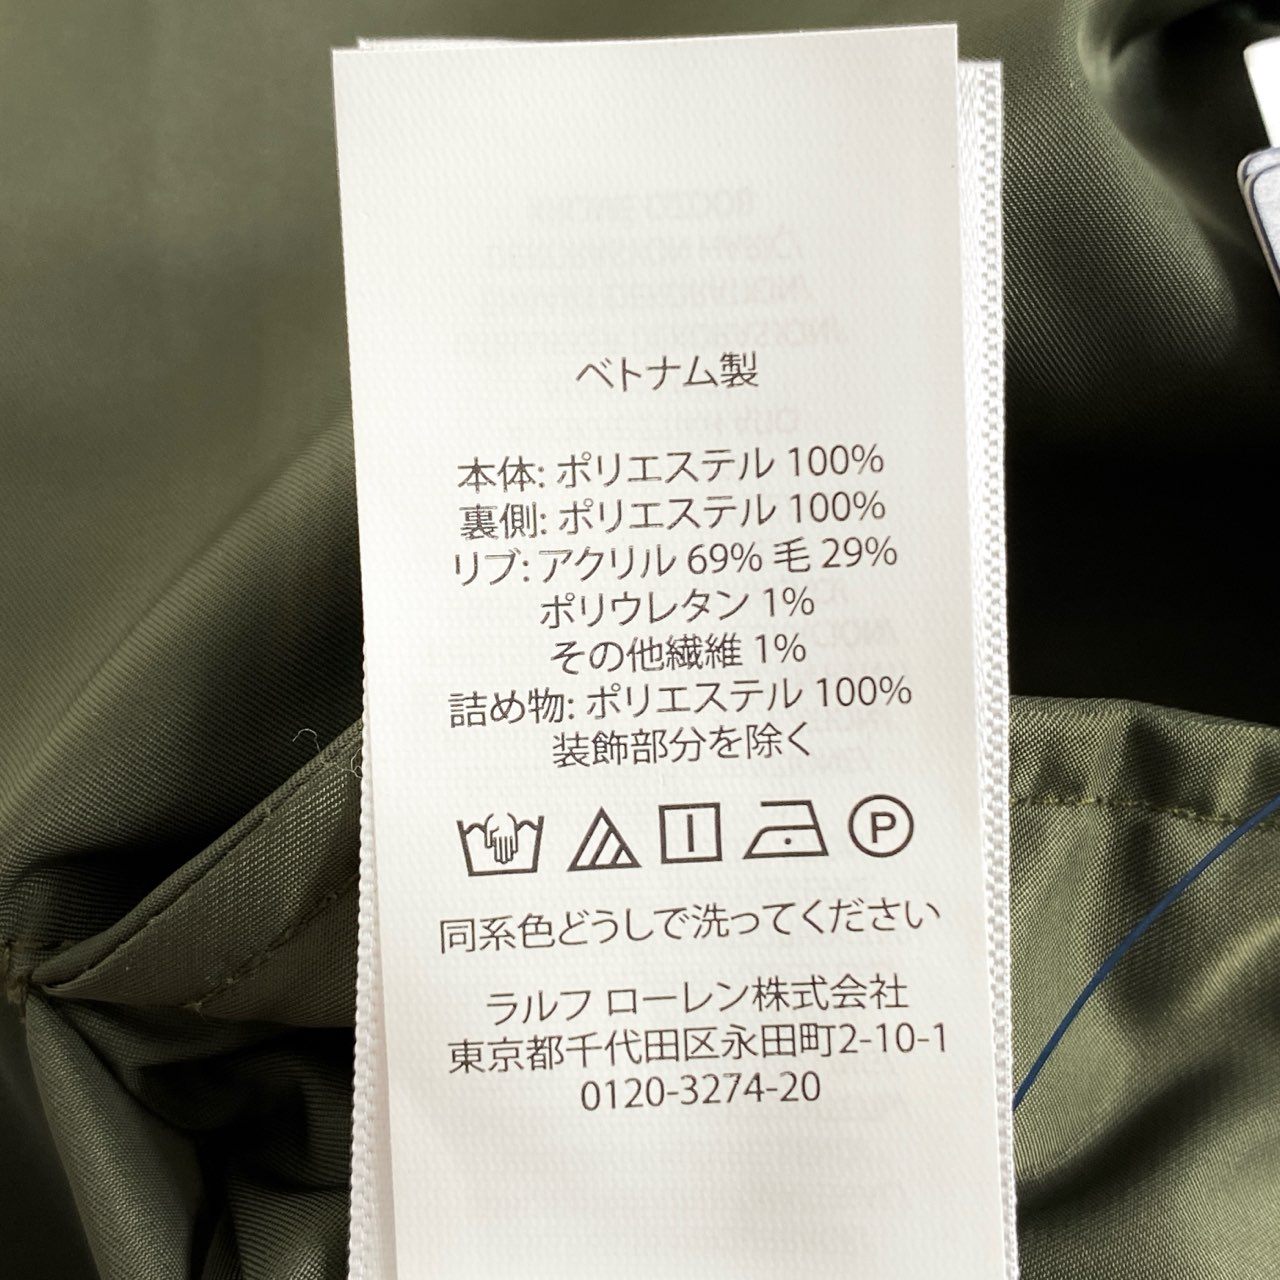 ベトナム製
本体: ポリエステル 100%
裏側: ポリエステル 100%
リブ: アクリル 69% 毛 29%
ポリウレタン 1%
その他繊維 1%
詰め物: ポリエステル 100%
装飾部分を除く
P
同系色どうしで洗ってください
ラルフ ローレン株式会社
東京都千代田区永田町2-10-1
0120-3274-20